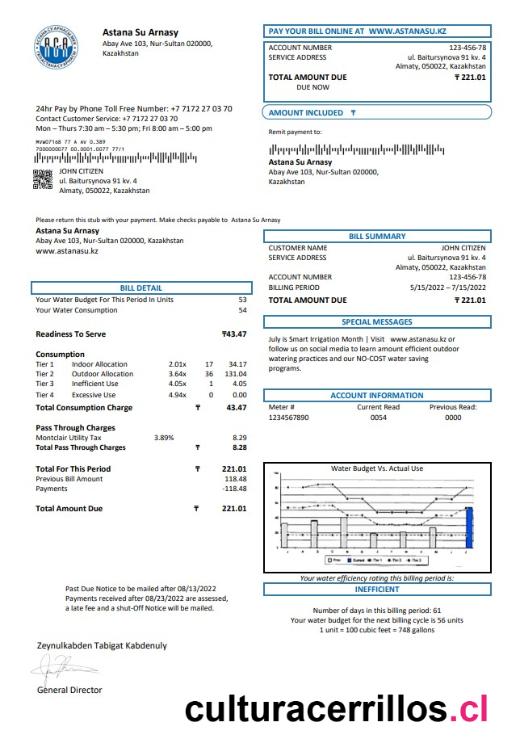 Astana Su Arnasy
Abay Ave 103, Nur-Sultan 020000,
Kazakhstan
PAY YOUR BILL ONLINE AT WWW.ASTANASU.KZ
ACCOUNT NUMBER 123-456-78
SERVICE ADDRESS ul. Baitursynova 91 kv. 4
Almaty, 050022, Kazakhstan
TOTAL AMOUNT DUE ₸ 221.01
DUE NOW
AMOUNT INCLUDED ₸
24hr Pay by Phone Toll Free Number: +7 7172 27 03 70
Contact Customer Service: +7 7172 27 03 70
Mon – Thurs 7:30 am – 5:30 pm; Fri 8:00 am – 5:00 pm
Remit payment to:
Astana Su Arnasy
Abay Ave 103, Nur-Sultan 020000,
Kazakhstan
JOHN CITIZEN
ul. Baitursynova 91 kv. 4
Almaty, 050022, Kazakhstan
Please return this stub with your payment. Make checks payable to Astana Su Arnasy
Astana Su Arnasy
Abay Ave 103, Nur-Sultan 020000, Kazakhstan
www.astanasu.kz
BILL DETAIL
Your Water Budget For This Period In Units 53
Your Water Consumption 54
Readiness To Serve ₸43.47
Consumption
Tier 1 Indoor Allocation 2.01x 17 34.17
Tier 2 Outdoor Allocation 3.64x 36 131.04
Tier 3 Inefficient Use 4.05x 1 4.05
Tier 4 Excessive Use 4.94x 0 0.00
Total Consumption Charge ₸ 43.47
Pass Through Charges
Montclair Utility Tax 3.89% 8.29
Total Pass Through Charges ₸ 8.28
Total For This Period ₸ 221.01
Previous Bill Amount 118.48
Payments -118.48
Total Amount Due ₸ 221.01
BILL SUMMARY
CUSTOMER NAME JOHN CITIZEN
SERVICE ADDRESS ul. Baitursynova 91 kv. 4
Almaty, 050022, Kazakhstan
ACCOUNT NUMBER 123-456-78
BILLING PERIOD 5/15/2022 – 7/15/2022
TOTAL AMOUNT DUE ₸ 221.01
SPECIAL MESSAGES
July is Smart Irrigation Month | Visit www.astanasu.kz or
follow us on social media to learn amount efficient outdoor
watering practices and our NO-COST water saving
programs.
ACCOUNT INFORMATION
Meter # Current Read Previous Read:
1234567890 0054 0000
Water Budget Vs. Actual Use
Your water efficiency rating this billing period is:
INEFFICIENT
Number of days in this billing period: 61
Your water budget for the next billing cycle is 56 units
1 unit = 100 cubic feet = 748 gallons
Past Due Notice to be mailed after 08/13/2022
Payments received after 08/23/2022 are assessed,
a late fee and a shut-Off Notice will be mailed.
Zeynulkabden Tabigat Kabdenuly
General Director
culturacerrillos.cl